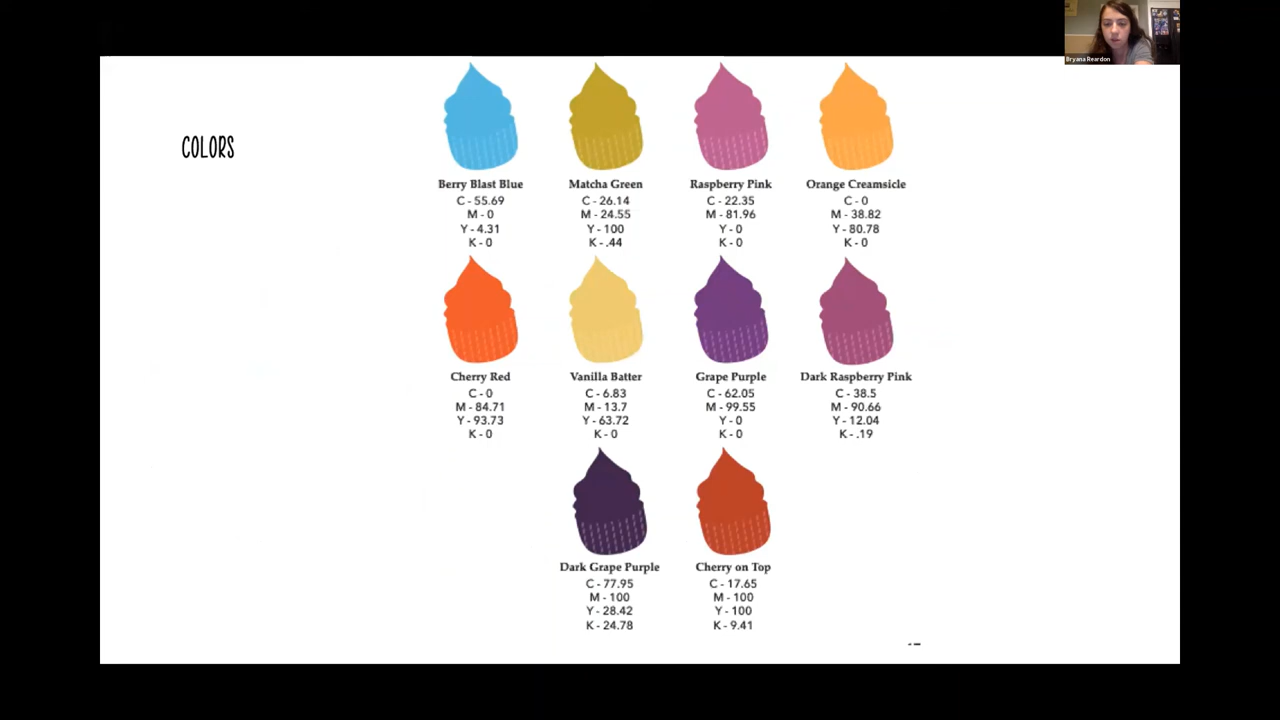 Bryana Reardon
COLORS
Berry Blast Blue
C - 55.69
M - 0
Y - 4.31
K - 0
Matcha Green
C - 26.14
M - 24.55
Y - 100
K - .44
Raspberry Pink
C - 22.35
M - 81.96
Y - 0
K - 0
Orange Creamsicle
C - 0
M - 38.82
Y - 80.78
K - 0
Cherry Red
C - 0
M - 84.71
Y - 93.73
K - 0
Vanilla Batter
C - 6.83
M - 13.7
Y - 63.72
K - 0
Grape Purple
C - 62.05
M - 99.55
Y - 0
K - 0
Dark Raspberry Pink
C - 38.5
M - 90.66
Y - 12.04
K - .19
Dark Grape Purple
C - 77.95
M - 100
Y - 28.42
K - 24.78
Cherry on Top
C - 17.65
M - 100
Y - 100
K - 9.41